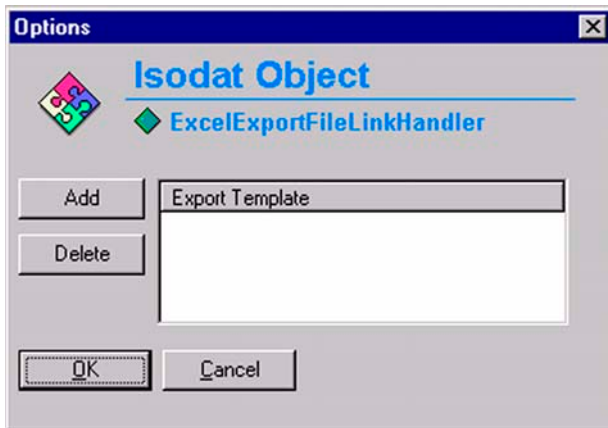 Options
Isodat Object
ExcelExportFileLinkHandler
Add
Export Template
Delete
OK
Cancel